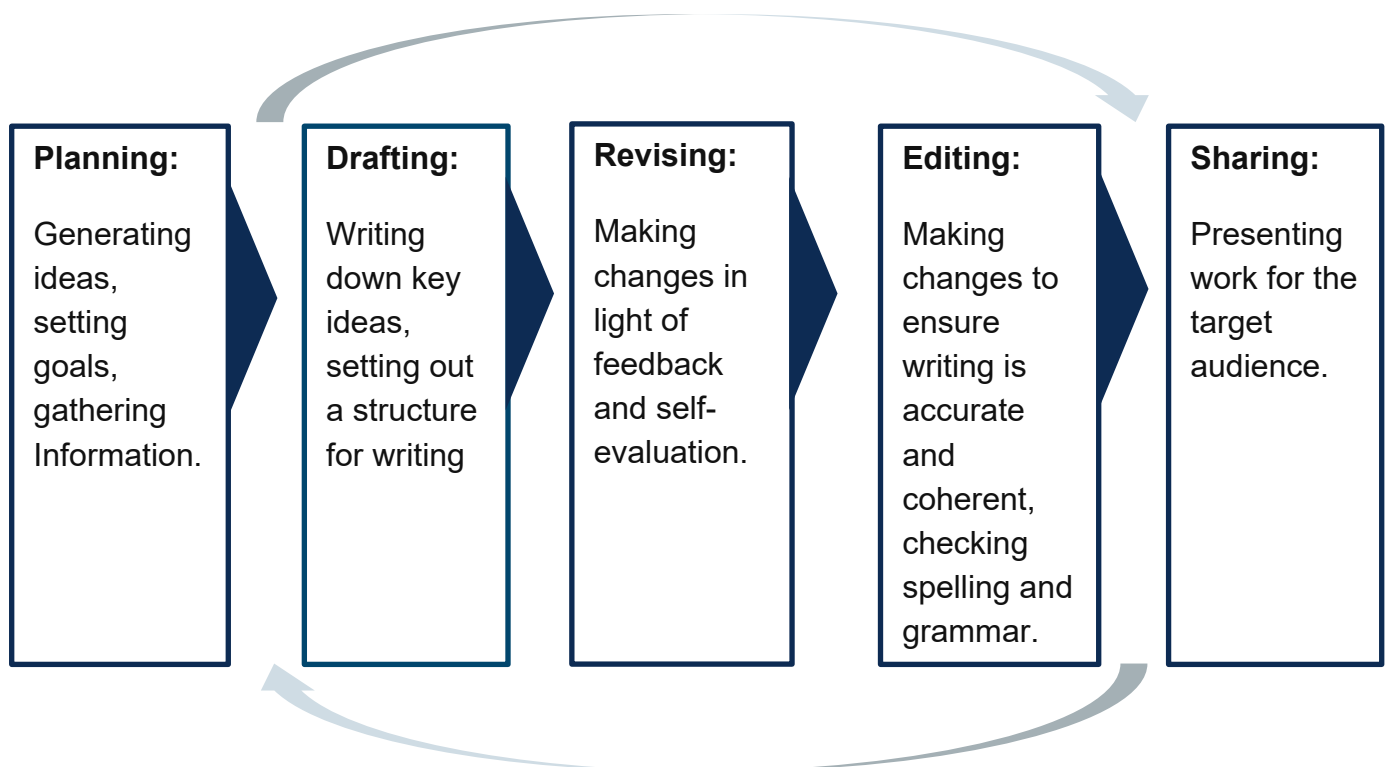 Planning:
Generating
ideas,
setting
goals,
gathering
Information.
Drafting:
Writing
down key
ideas,
setting out
a structure
for writing
Revising:
Making
changes in
light of
feedback
and self-
evaluation.
Editing:
Making
changes to
ensure
writing is
accurate
and
coherent,
checking
spelling and
grammar.
Sharing:
Presenting
work for the
target
audience.